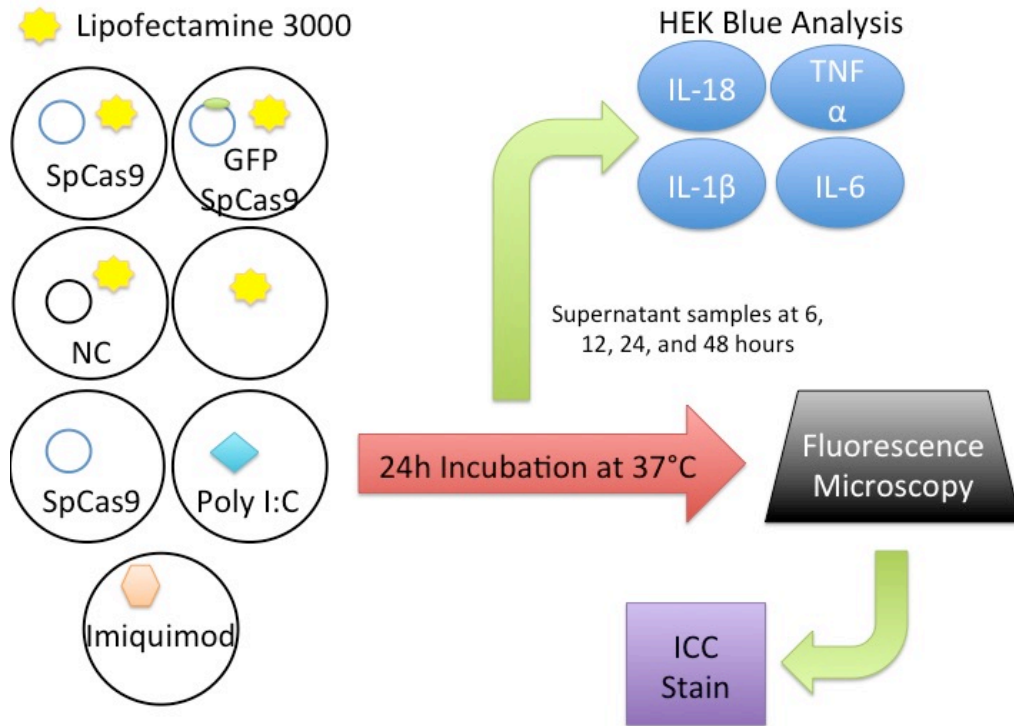 Lipofectamine 3000
SpCas9
GFP
SpCas9
NC
SpCas9
Poly I:C
Imiquimod
24h Incubation at 37°C
HEK Blue Analysis
IL-18
TNF
α
IL-1β
IL-6
Supernatant samples at 6,
12, 24, and 48 hours
Fluorescence
Microscopy
ICC
Stain